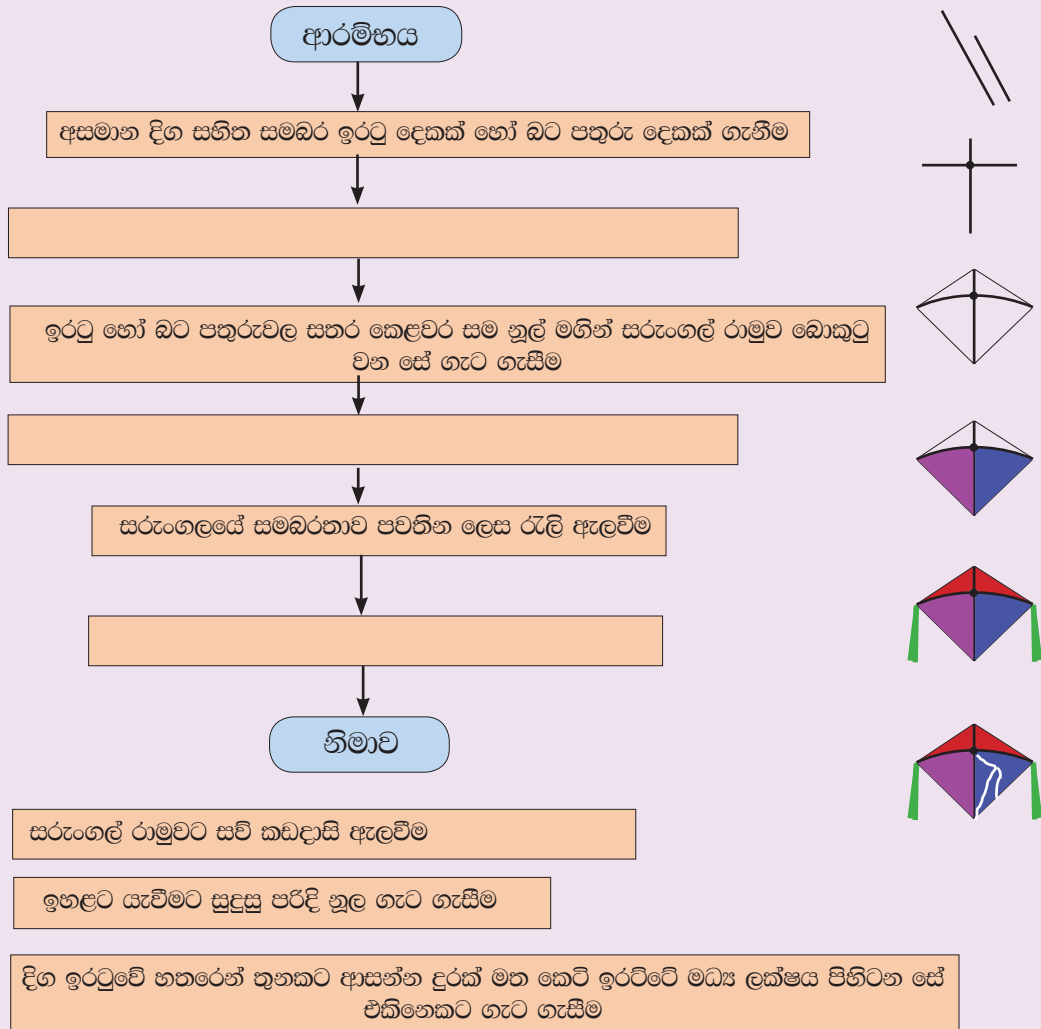 ආරම්භය
අසමාන දිග සහිත සමබර ඉරටු දෙකක් හෝ බට පතුරු දෙකක් ගැනීම
ඉරටු හෝ බට පතුරුවල සතර කෙළවර සම නූල් මගින් සරුංගල් රාමුව බොකුටු
වන සේ ගැට ගැසීම
සරුංගලයේ සමබරතාව පවතින ලෙස රැලි ඇලවීම
නිමාව
සරුංගල් රාමුවට සව් කඩදාසි ඇලවීම
ඉහළට යැවීමට සුදුසු පරිදි නූල ගැට ගැසීම
දිග ඉරටුවේ හතරෙන් තුනකට ආසන්න දුරක් මත කෙටි ඉරට්ටේ මධ්‍ය ලක්ෂය පිහිටන සේ
එකිනෙකට ගැට ගැසීම